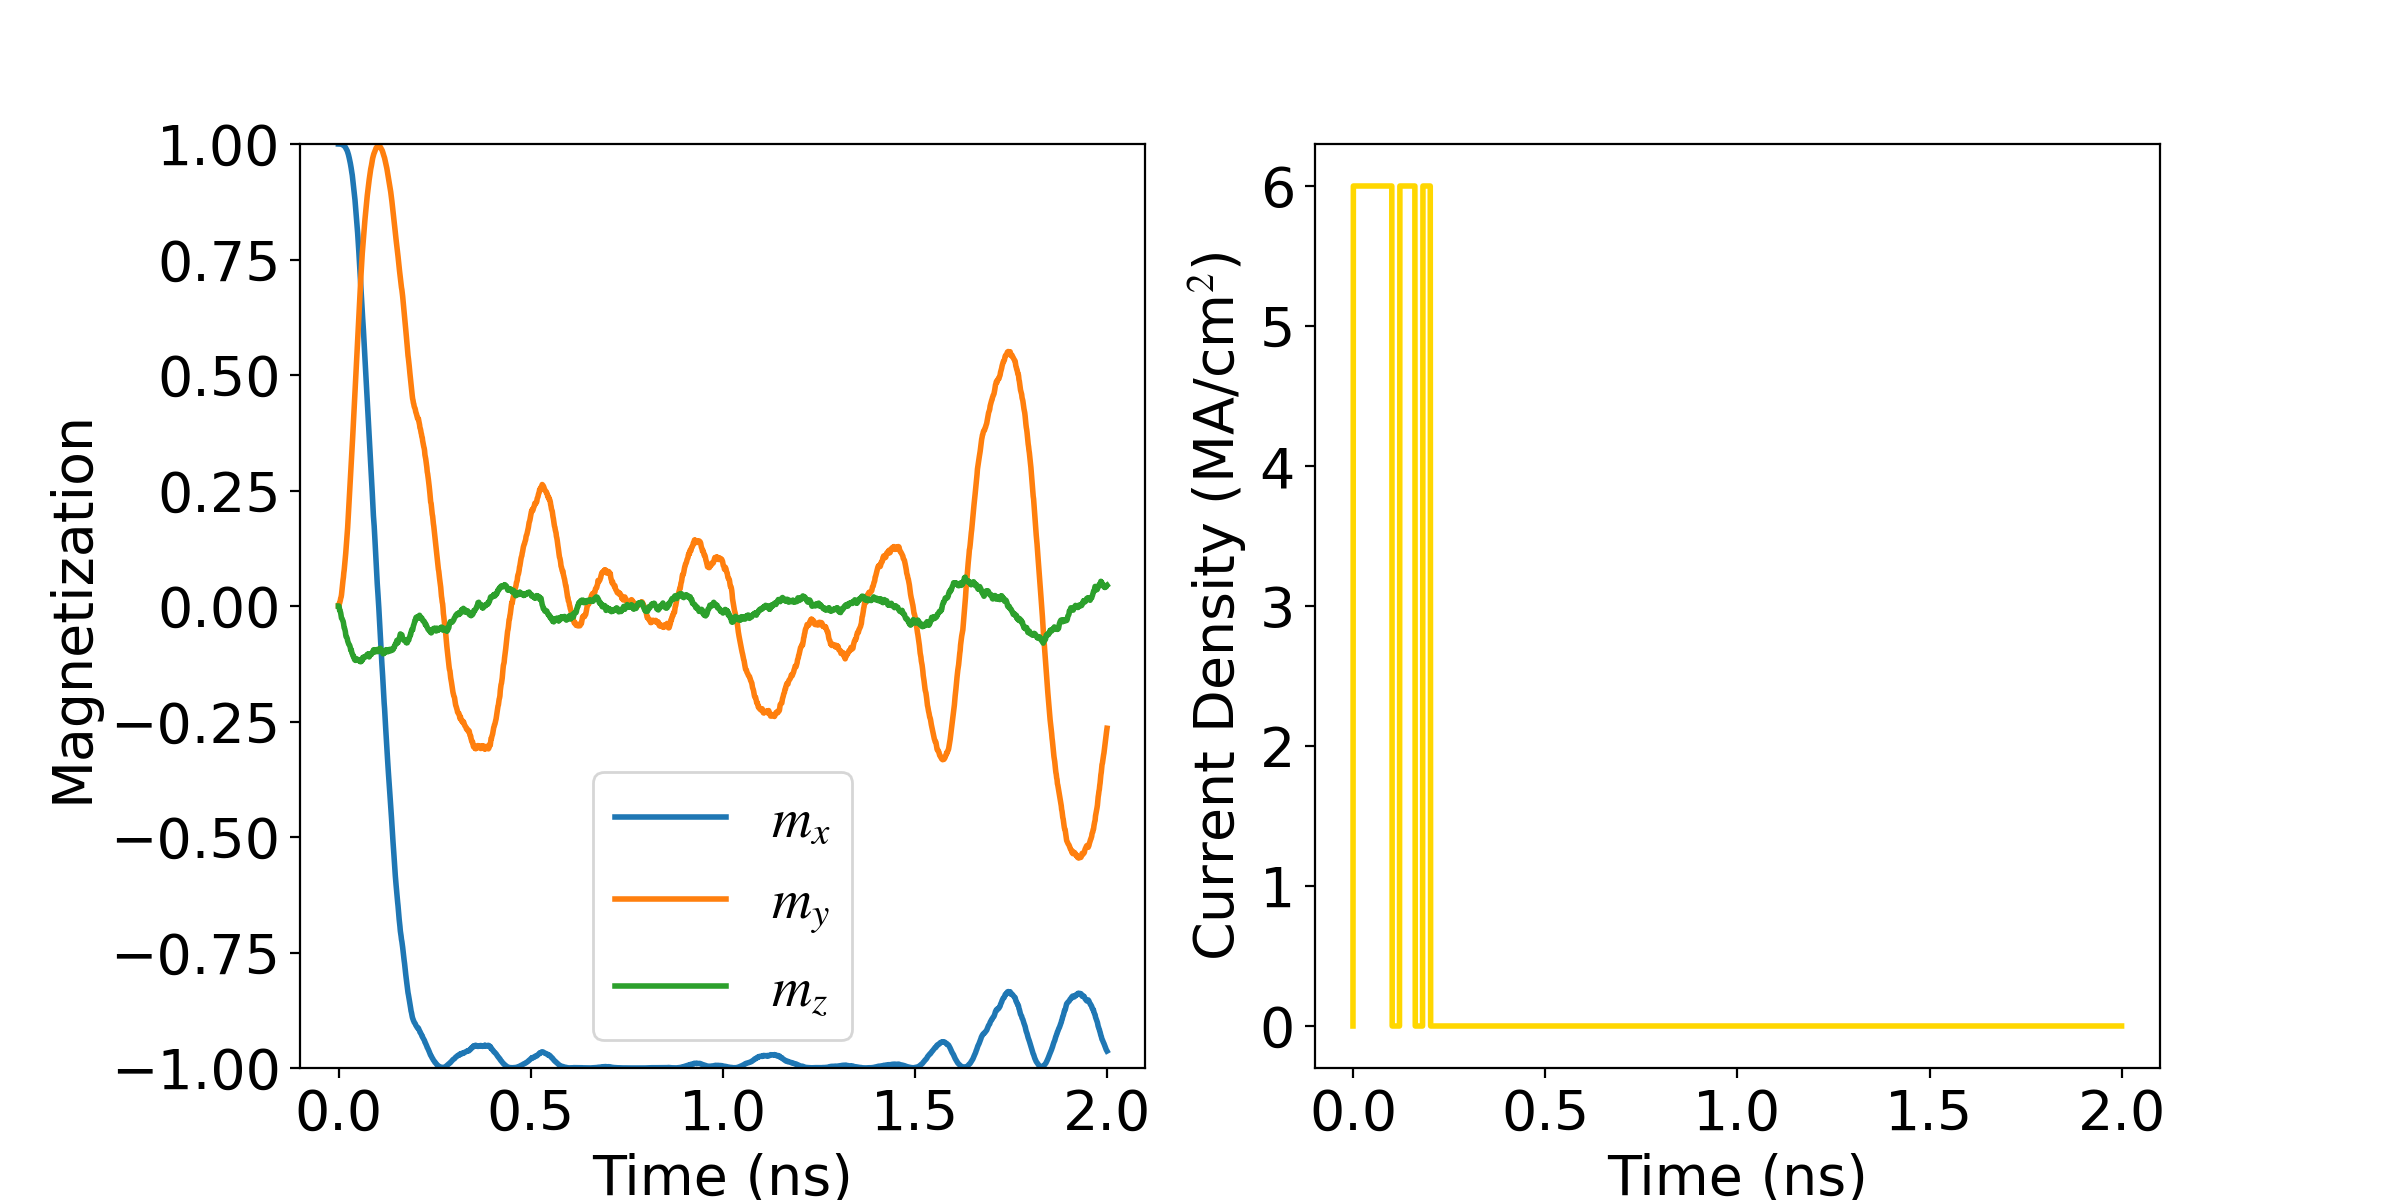 Magnetization
1.00
0.75
0.50
0.25
0.00
−0.25
−0.50
−0.75
−1.00
0.0 0.5 1.0 1.5 2.0
Time (ns)
m_x
m_y
m_z
Current Density (MA/cm²)
6
5
4
3
2
1
0
0.0 0.5 1.0 1.5 2.0
Time (ns)